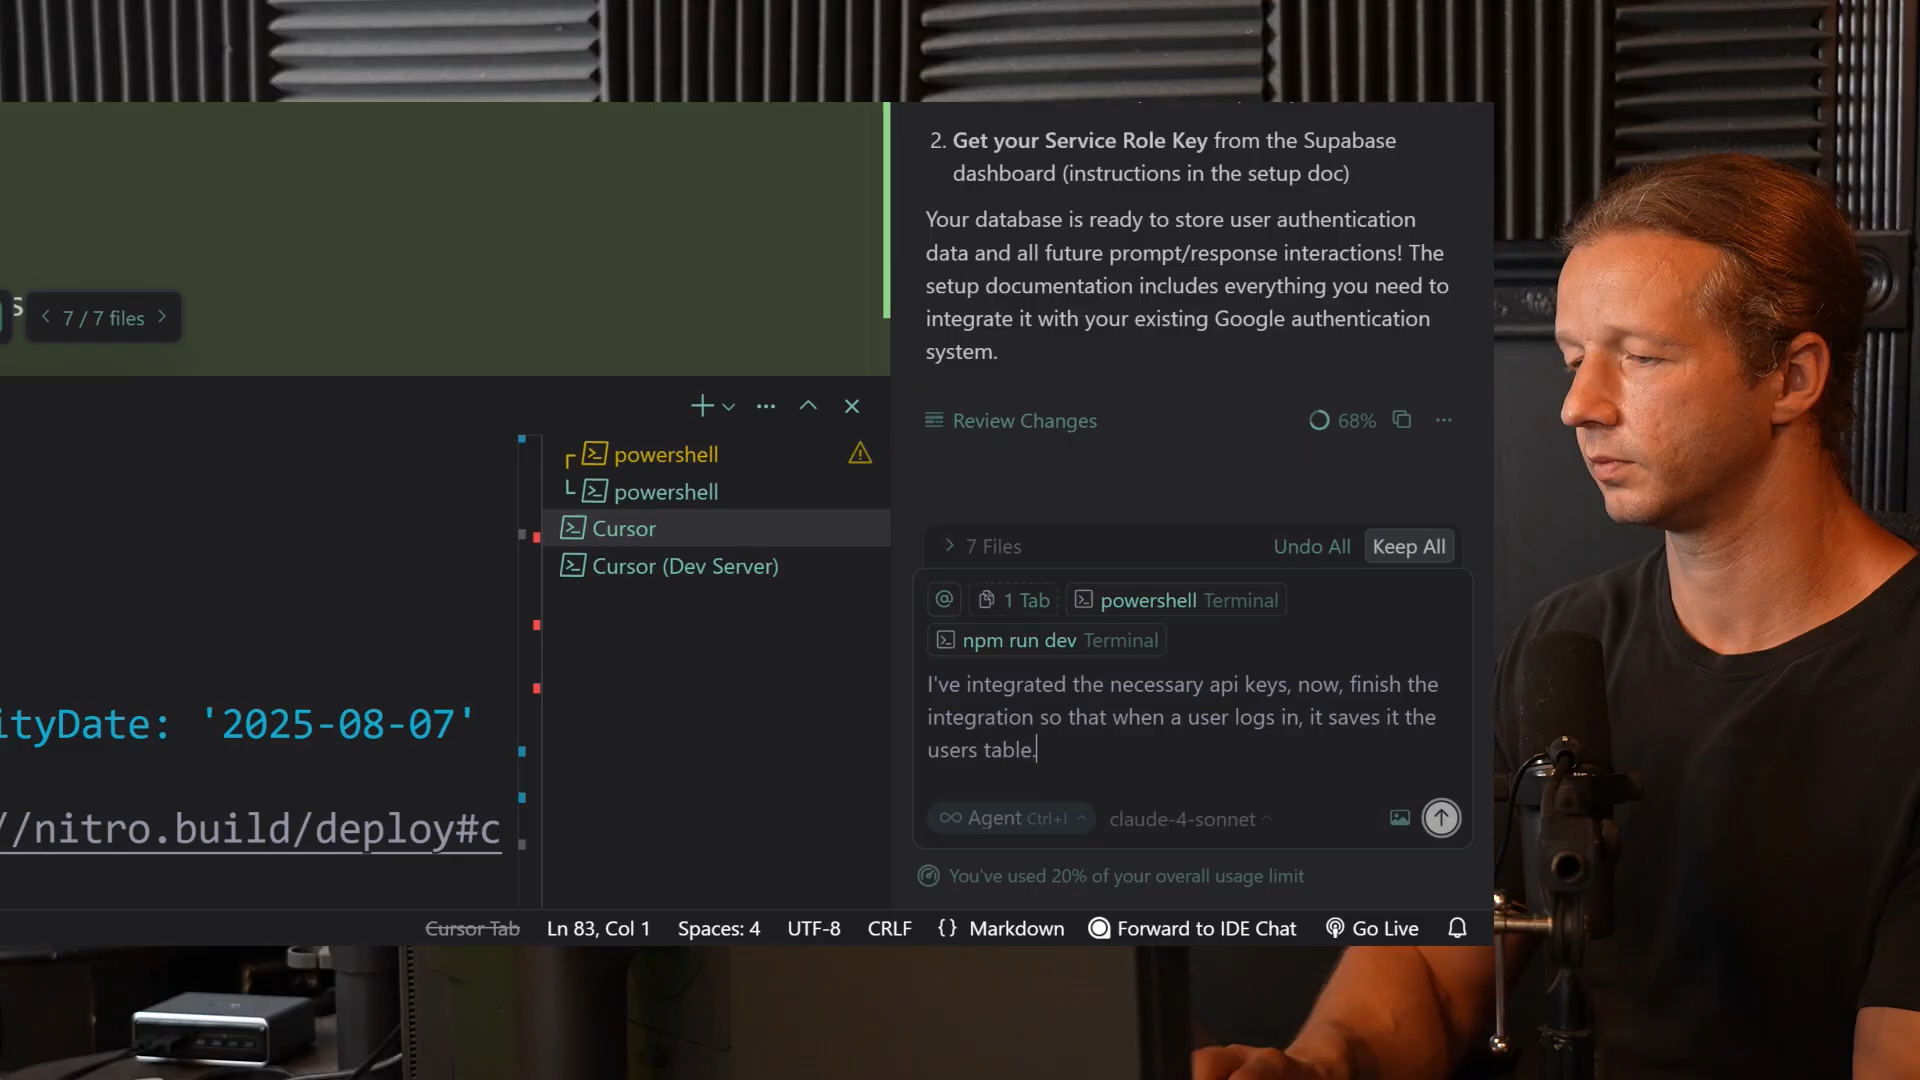 2. Get your Service Role Key from the Supabase
dashboard (instructions in the setup doc)
Your database is ready to store user authentication
data and all future prompt/response interactions! The
setup documentation includes everything you need to
integrate it with your existing Google authentication
system.
Review Changes
68%
s
7 / 7 files
powershell
powershell
Cursor
Cursor (Dev Server)
7 Files
Undo All
Keep All
@
1 Tab
powershell Terminal
npm run dev Terminal
I've integrated the necessary api keys, now, finish the
integration so that when a user logs in, it saves it the
users table.
ityDate: '2025-08-07'
//nitro.build/deploy#c
Agent Ctrl+I
claude-4-sonnet
You've used 20% of your overall usage limit
Cursor Tab
Ln 83, Col 1
Spaces: 4
UTF-8
CRLF
{} Markdown
Forward to IDE Chat
Go Live